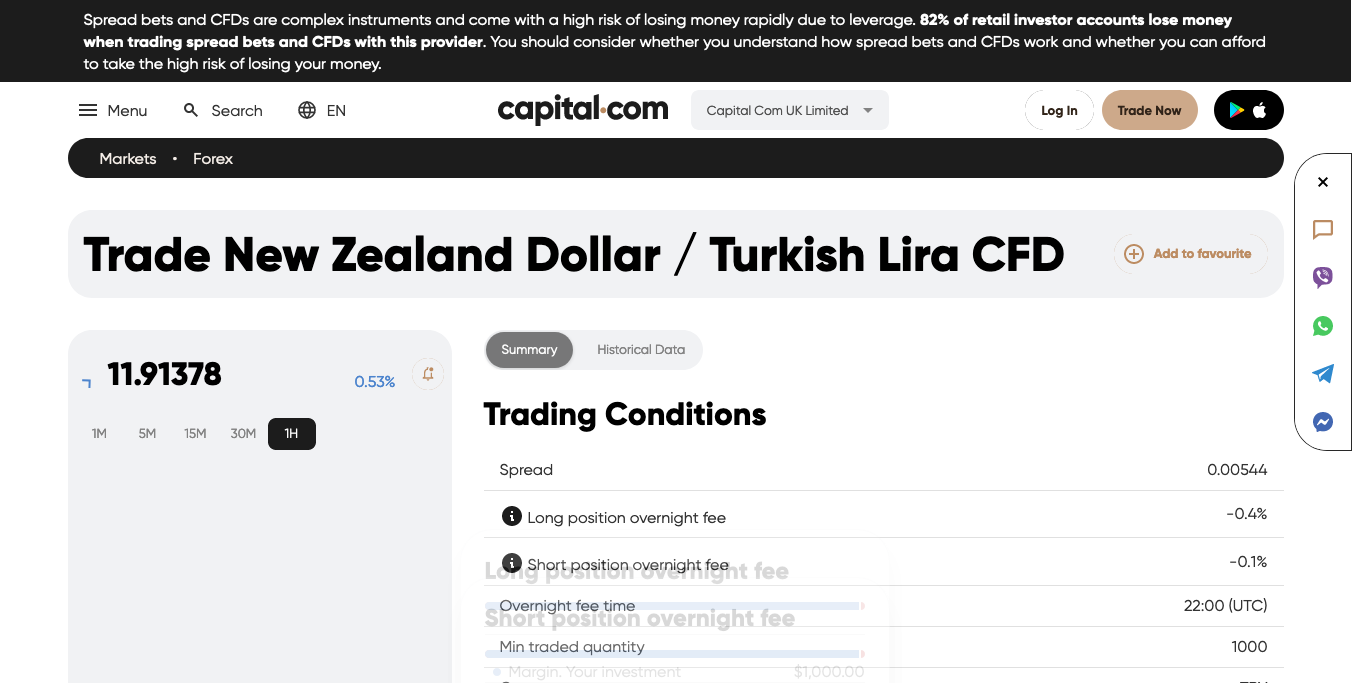 Spread bets and CFDs are complex instruments and come with a high risk of losing money rapidly due to leverage. 82% of retail investor accounts lose money
when trading spread bets and CFDs with this provider. You should consider whether you understand how spread bets and CFDs work and whether you can afford
to take the high risk of losing your money.
Menu Search EN capital.com Capital Com UK Limited Log In Trade Now
Markets • Forex
Trade New Zealand Dollar / Turkish Lira CFD Add to favourite
11.91378 0.53%
1M 5M 15M 30M 1H
Summary Historical Data
Trading Conditions
Spread 0.00544
Long position overnight fee -0.4%
Short position overnight fee -0.1%
Long position overnight fee
Overnight fee time 22:00 (UTC)
Short position overnight fee
Min traded quantity 1000
Margin. Your investment $1,000.00